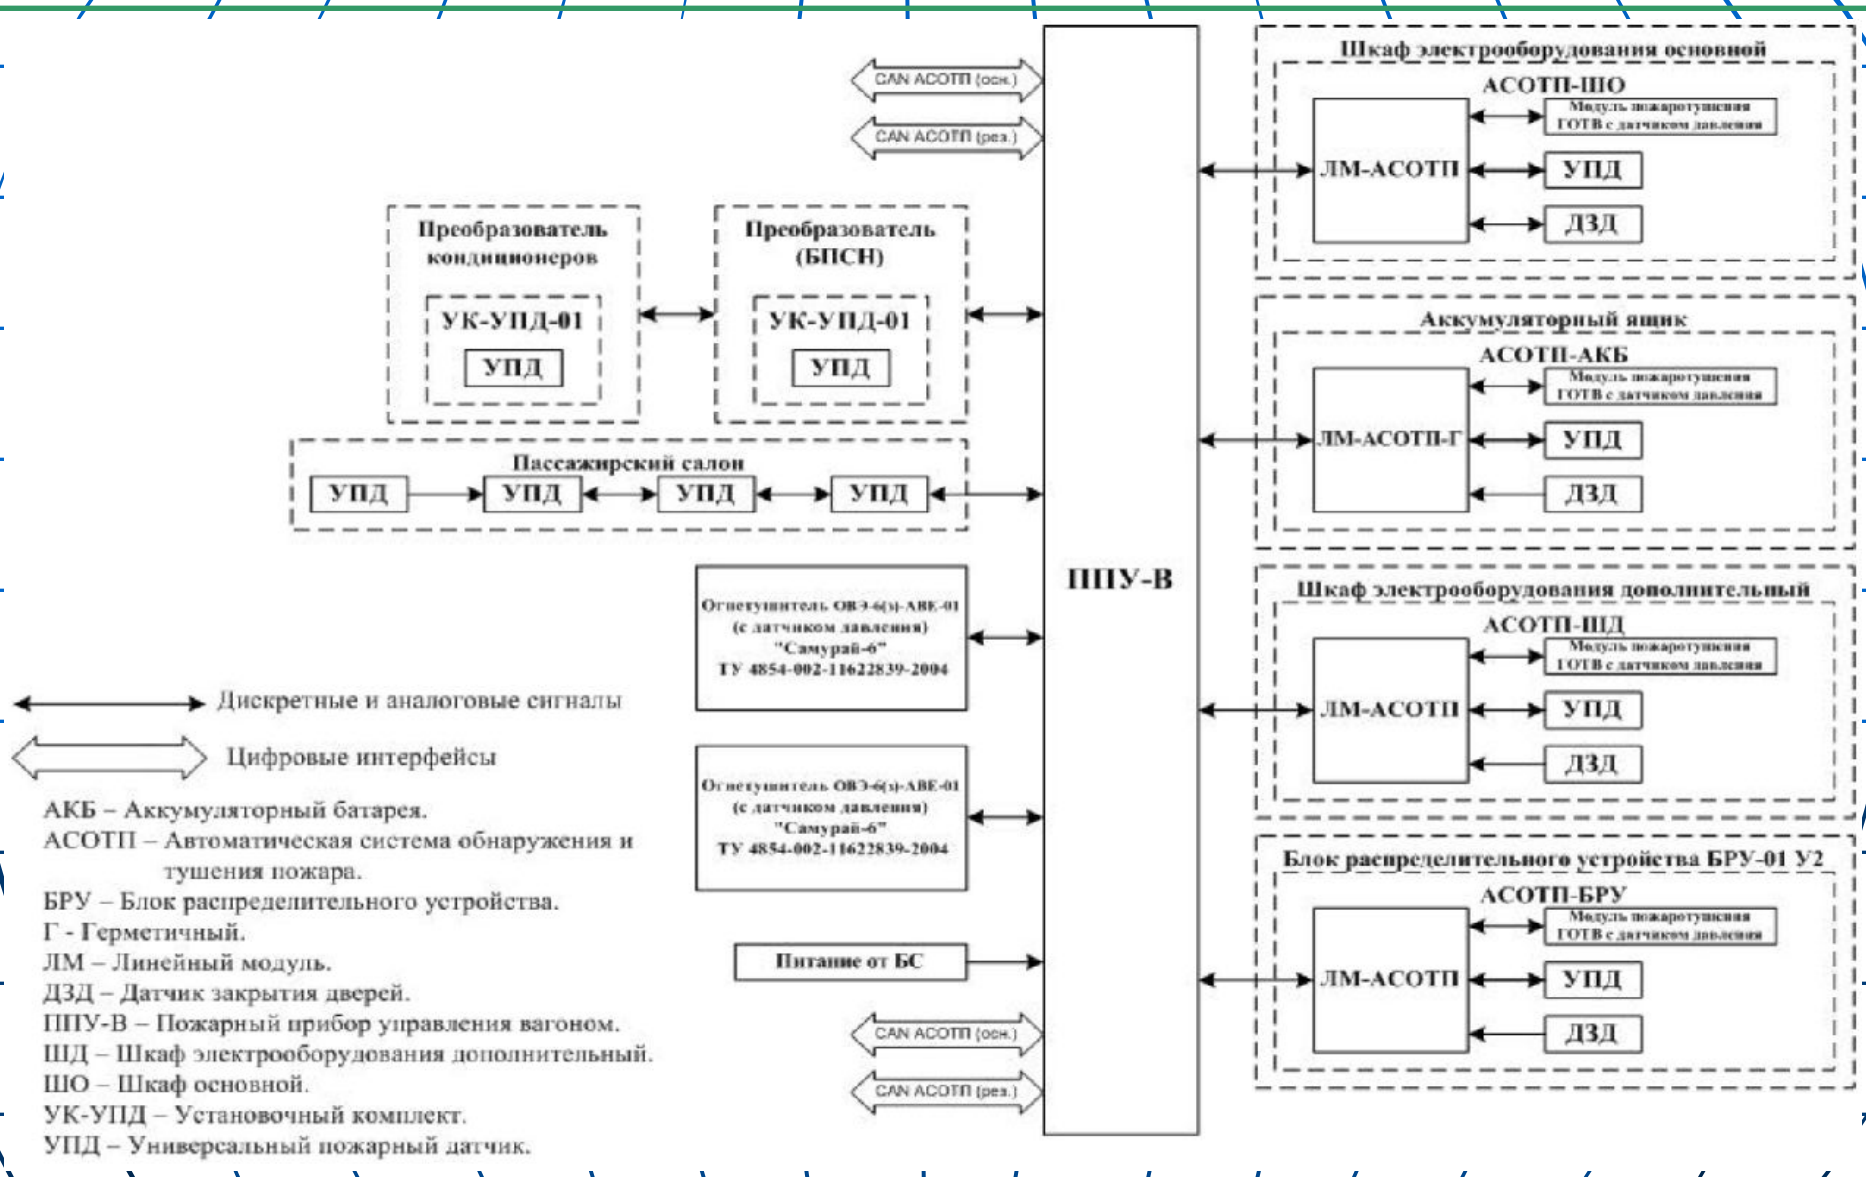 CAN АСОТП (осн.)
CAN АСОТП (рез.)
Преобразователь
кондиционеров
УК-УПД-01
УПД
Преобразователь
(БПСН)
УК-УПД-01
УПД
Пассажирский салон
УПД
УПД
УПД
УПД
Огнетушитель ОВЭ-6(з)-АВЕ-01
(с датчиком давления)
"Самурай-6"
ТУ 4854-002-11622839-2004
Огнетушитель ОВЭ-6(з)-АВЕ-01
(с датчиком давления)
"Самурай-6"
ТУ 4854-002-11622839-2004
Питание от БС
CAN АСОТП (осн.)
CAN АСОТП (рез.)
Дискретные и аналоговые сигналы
Цифровые интерфейсы
АКБ – Аккумуляторный батарея.
АСОТП – Автоматическая система обнаружения и
тушения пожара.
БРУ – Блок распределительного устройства.
Г - Герметичный.
ЛМ – Линейный модуль.
ДЗД – Датчик закрытия дверей.
ППУ-В – Пожарный прибор управления вагоном.
ШД – Шкаф электрооборудования дополнительный.
ШО – Шкаф основной.
УК-УПД – Установочный комплект.
УПД – Универсальный пожарный датчик.
ППУ-В
Шкаф электрооборудования основной
АСОТП-ШО
ЛМ-АСОТП
Модуль пожаротушения
ГОТВ с датчиком давления
УПД
ДЗД
Аккумуляторный ящик
АСОТП-АКБ
ЛМ-АСОТП-Г
Модуль пожаротушения
ГОТВ с датчиком давления
УПД
ДЗД
Шкаф электрооборудования дополнительный
АСОТП-ШД
ЛМ-АСОТП
Модуль пожаротушения
ГОТВ с датчиком давления
УПД
ДЗД
Блок распределительного устройства БРУ-01 У2
АСОТП-БРУ
ЛМ-АСОТП
Модуль пожаротушения
ГОТВ с датчиком давления
УПД
ДЗД